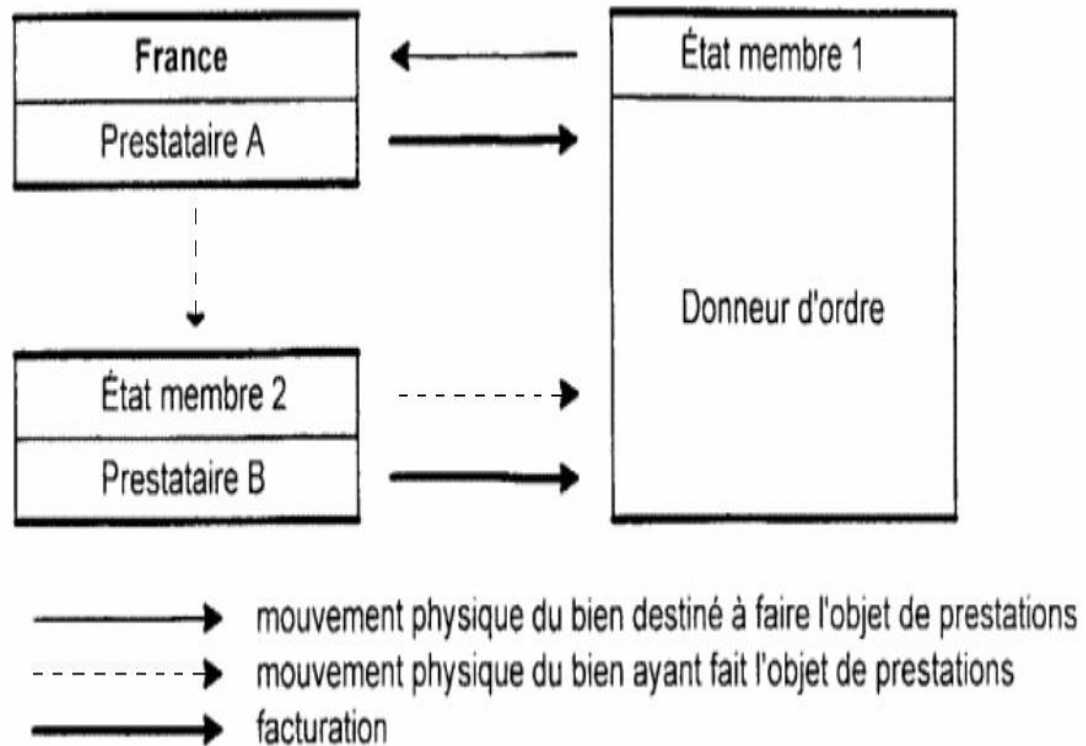 France
Prestataire A
État membre 1
Donneur d'ordre
État membre 2
Prestataire B
mouvement physique du bien destiné à faire l'objet de prestations
mouvement physique du bien ayant fait l'objet de prestations
facturation